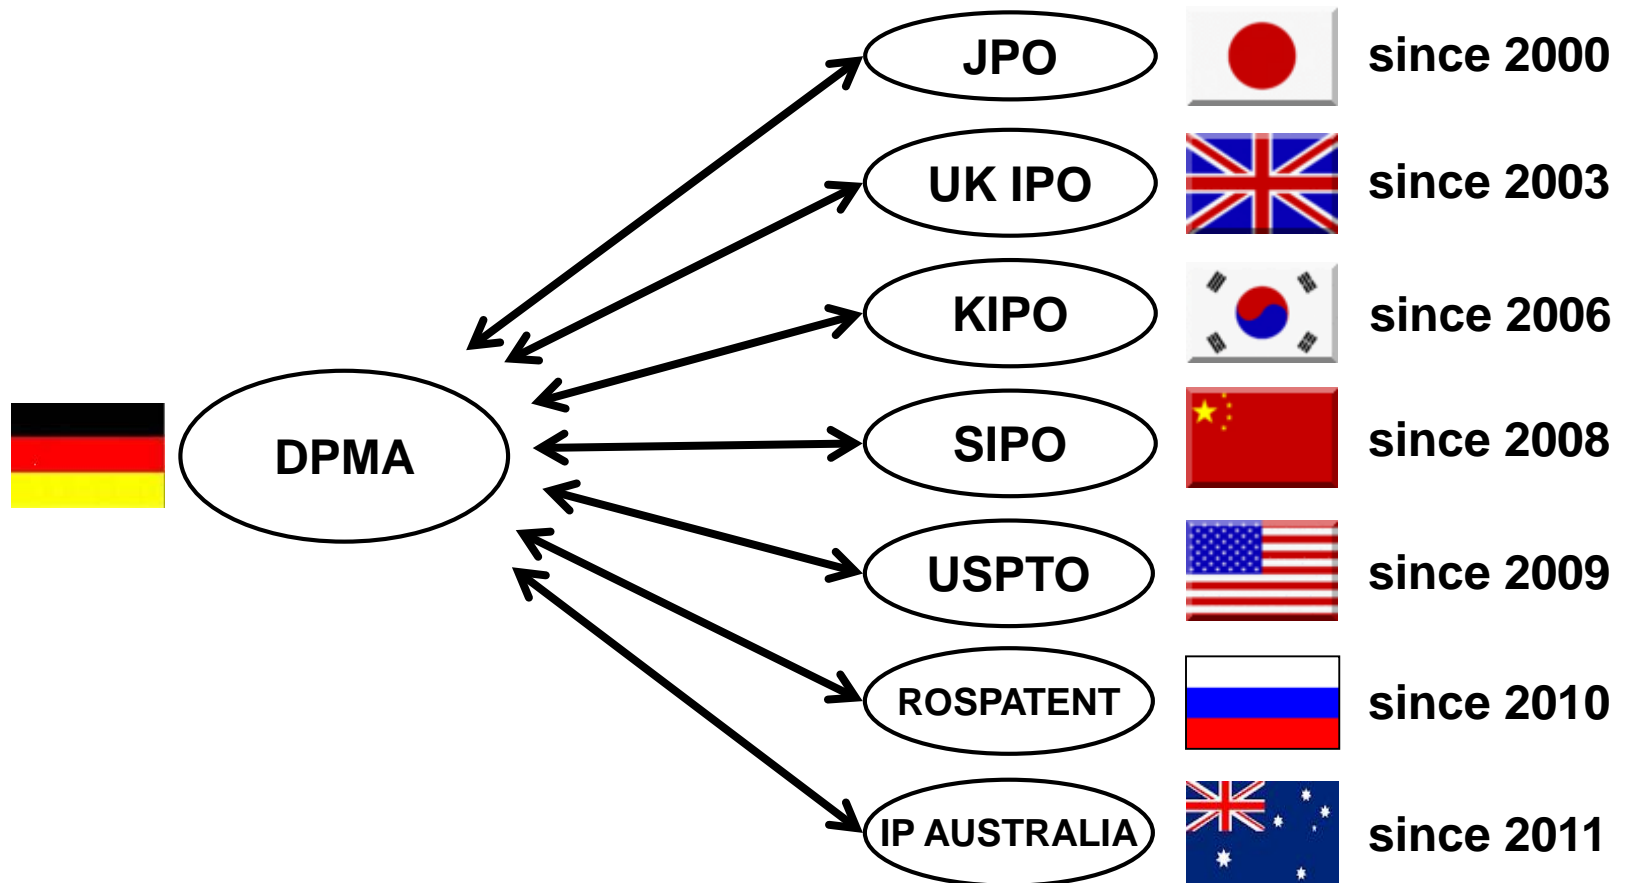 JPO since 2000
UK IPO since 2003
KIPO since 2006
SIPO since 2008
DPMA
USPTO since 2009
ROSPATENT since 2010
IP AUSTRALIA since 2011